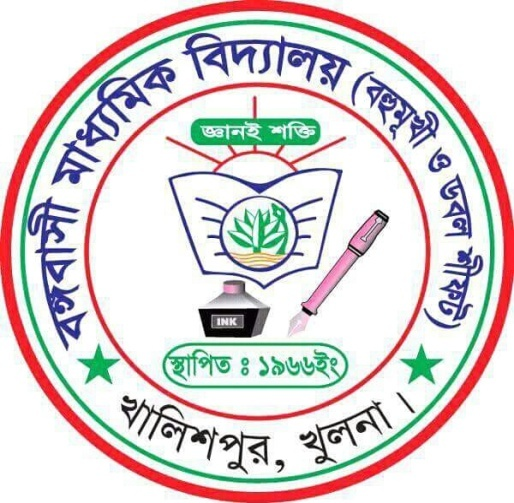 বঙ্গবাসী মাধ্যমিক বিদ্যালয় (বহুমূখী ও ডবল শীফট)
জ্ঞানই শক্তি
INK
স্থাপিত ঃ ১৯৬৬ইং
খালিশপুর, খুলনা।